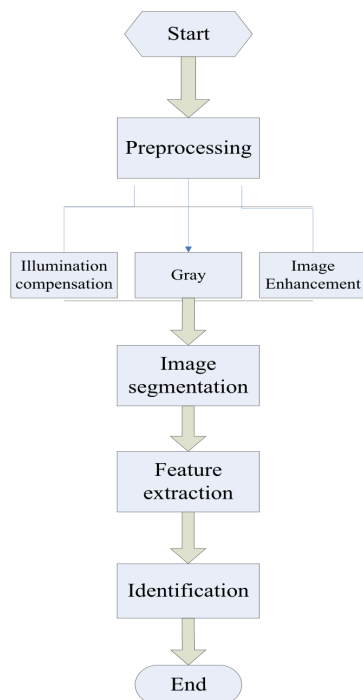 Start
Preprocessing
Illumination
compensation
Gray
Image
Enhancement
Image
segmentation
Feature
extraction
Identification
End